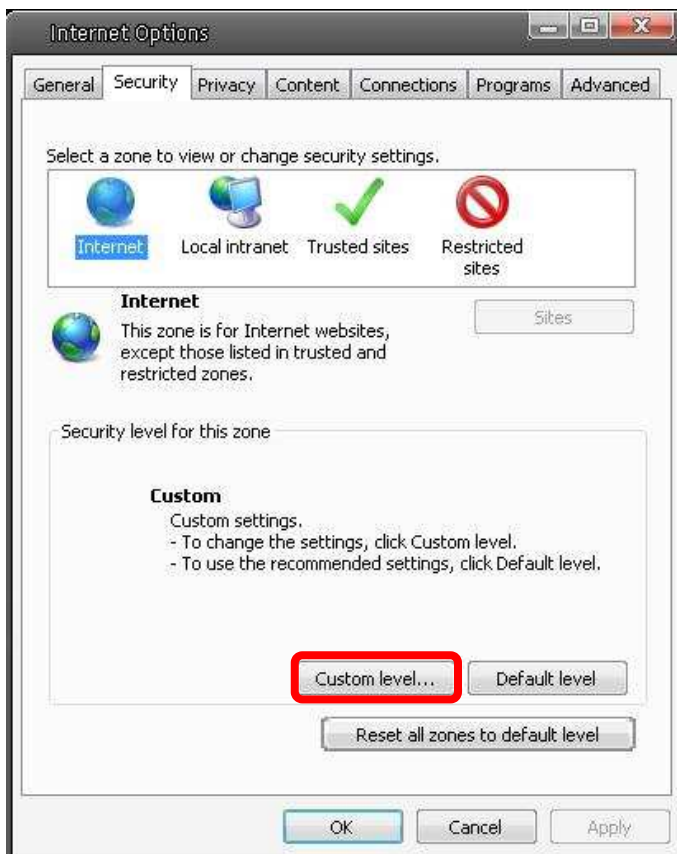 Internet Options
General Security Privacy Content Connections Programs Advanced
Select a zone to view or change security settings.
Internet Local intranet Trusted sites Restricted
sites
Internet
Sites
This zone is for Internet websites,
except those listed in trusted and
restricted zones.
Security level for this zone
Custom
Custom settings.
- To change the settings, click Custom level.
- To use the recommended settings, click Default level.
Custom level... Default level
Reset all zones to default level
OK Cancel Apply